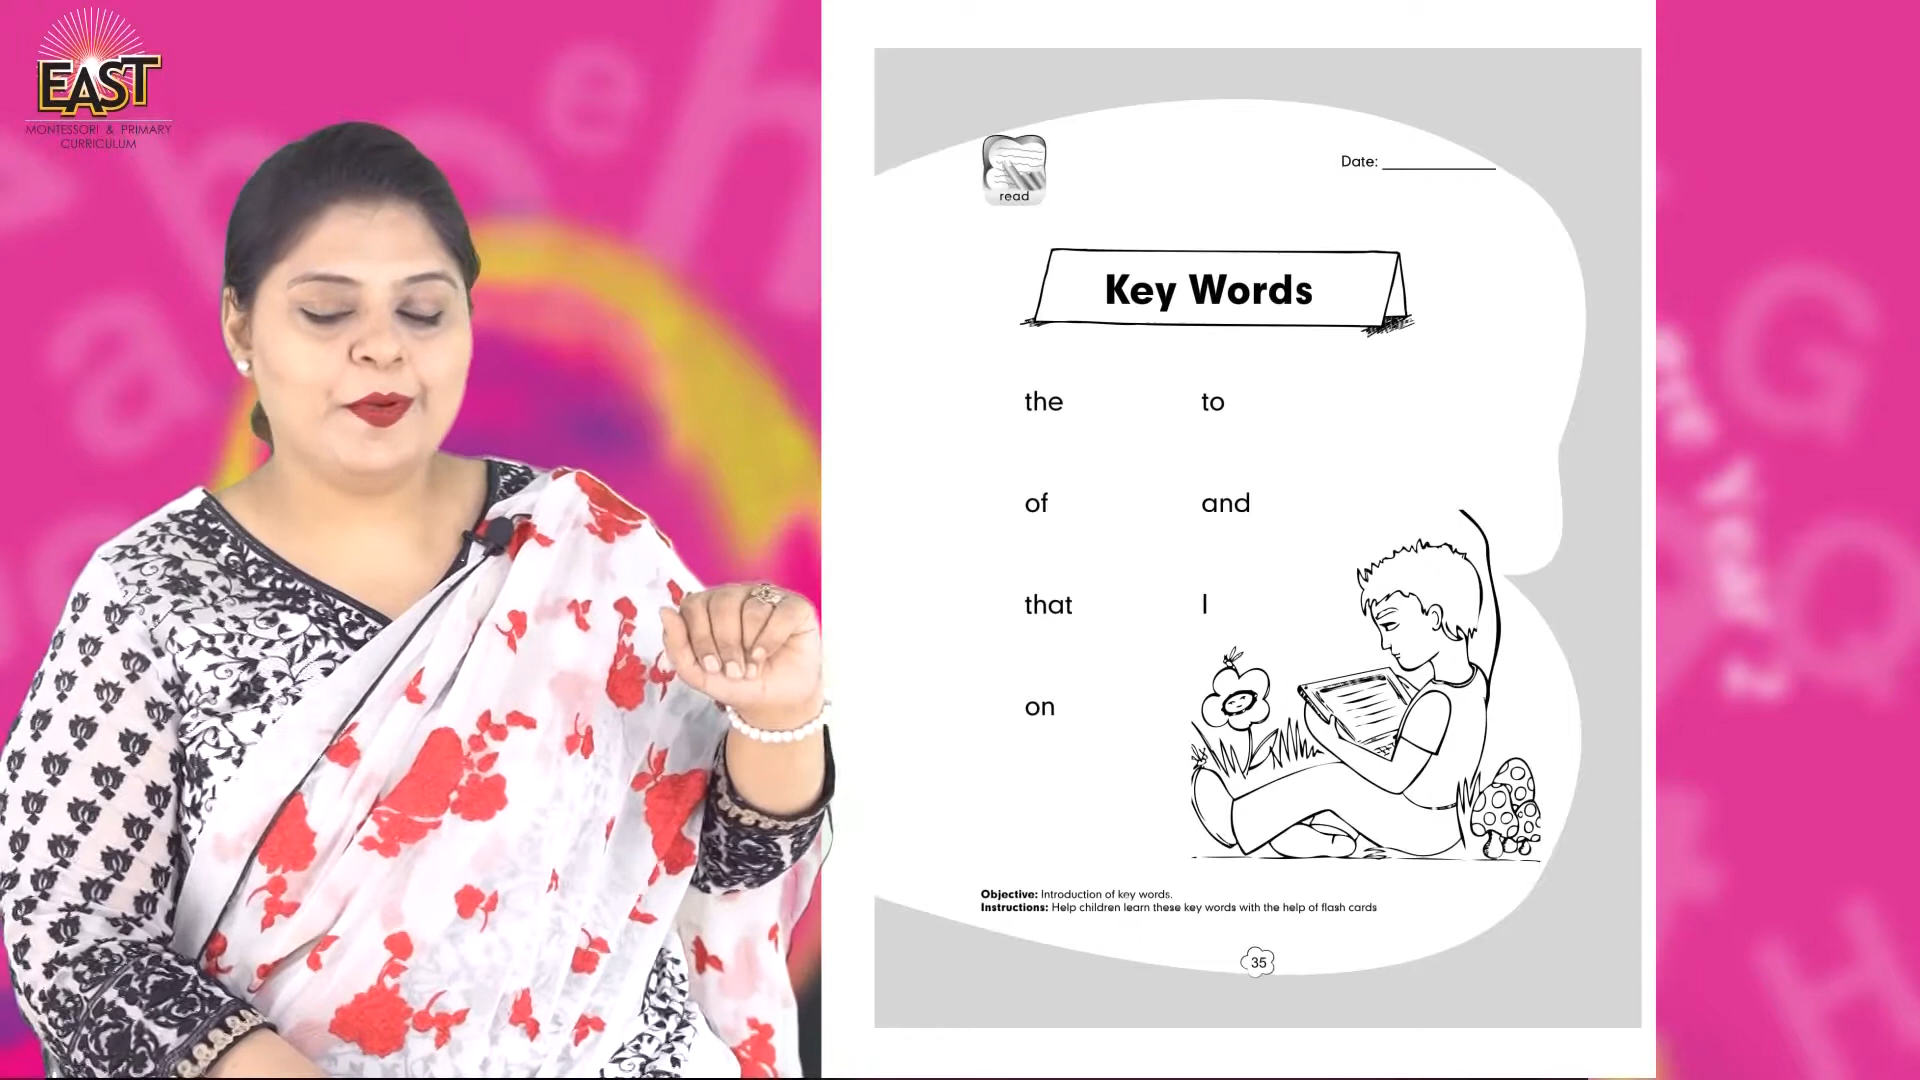 EAST
MONTESSORI & PRIMARY
CURRICULUM
read
Date:
Key Words
the to
of and
that I
on
Objective: Introduction of key words.
Instructions: Help children learn these key words with the help of flash cards
35